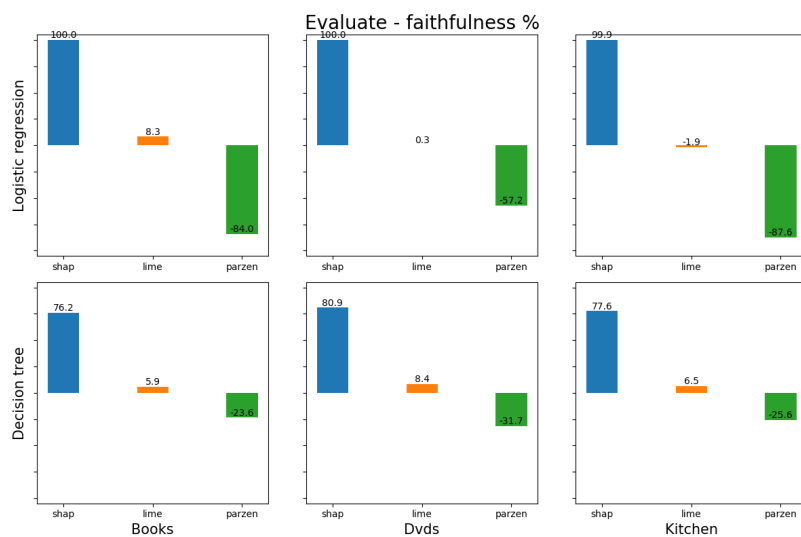 Evaluate - faithfulness %
Logistic regression
100.0
8.3
-84.0
shap lime parzen
100.0
0.3
-57.2
shap lime parzen
99.9
-1.9
-87.6
shap lime parzen
Decision tree
76.2
5.9
-23.6
shap lime parzen
Books
80.9
8.4
-31.7
shap lime parzen
Dvds
77.6
6.5
-25.6
shap lime parzen
Kitchen